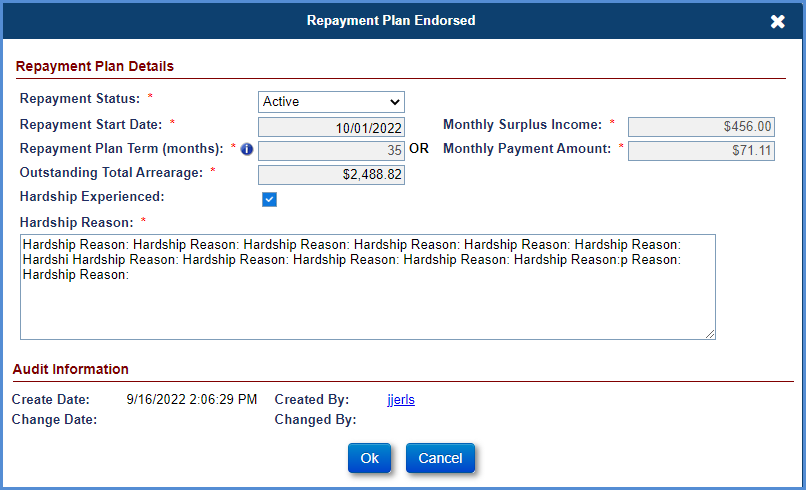 Repayment Plan Endorsed
Repayment Plan Details
Repayment Status: * Active
Repayment Start Date: * 10/01/2022 Monthly Surplus Income: * $456.00
Repayment Plan Term (months): * i 35 OR Monthly Payment Amount: * $71.11
Outstanding Total Arrearage: * $2,488.82
Hardship Experienced:
Hardship Reason: *
Hardship Reason: Hardship Reason: Hardship Reason: Hardship Reason: Hardship Reason: Hardship Reason:
Hardshi Hardship Reason: Hardship Reason: Hardship Reason: Hardship Reason: Hardship Reason:p Reason:
Hardship Reason:
Audit Information
Create Date: 9/16/2022 2:06:29 PM Created By: jjerls
Change Date: Changed By:
Ok Cancel